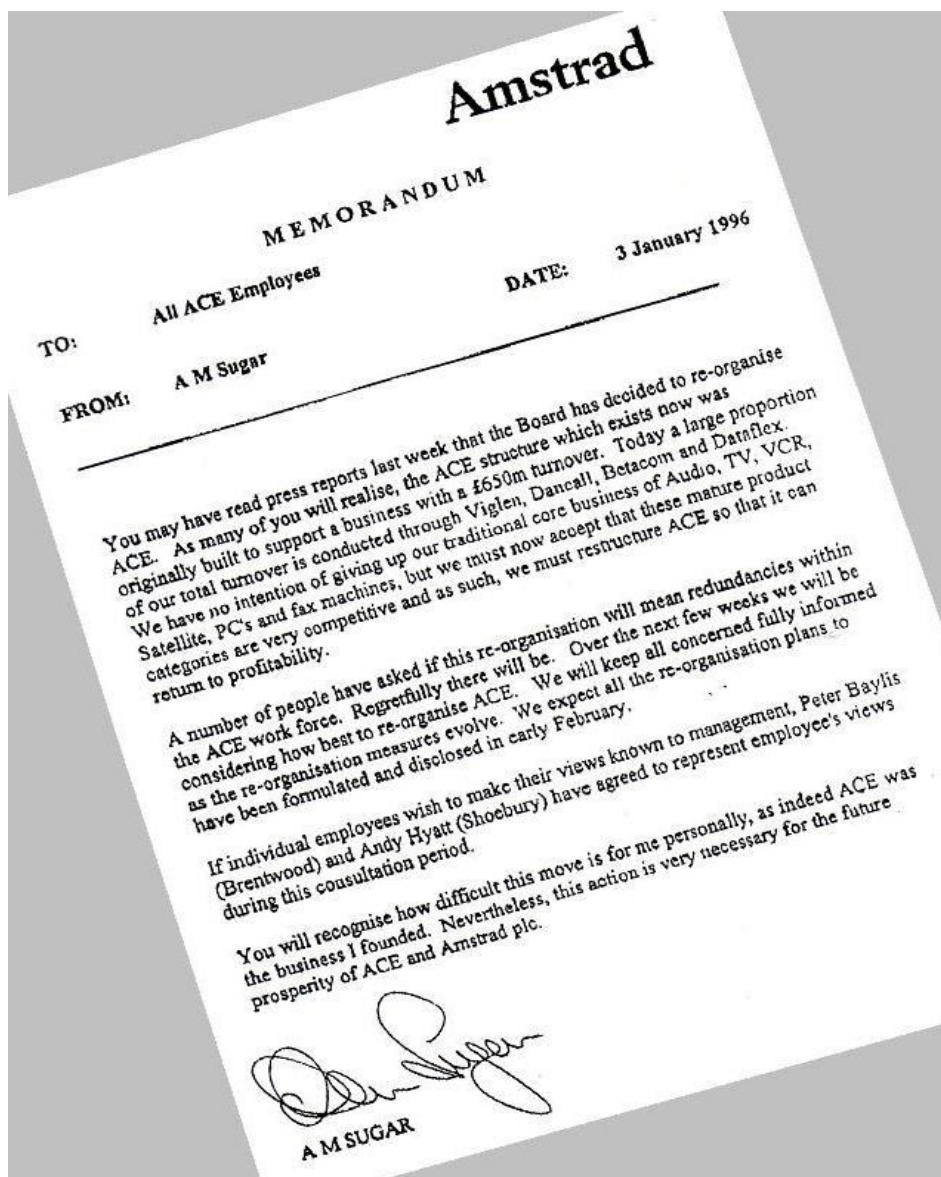 Amstrad
MEMORANDUM
TO: All ACE Employees DATE: 3 January 1996
FROM: A M Sugar
You may have read press reports last week that the Board has decided to re-organise
ACE. As many of you will realise, the ACE structure which exists now was
originally built to support a business with a £650m turnover. Today a large proportion
of our total turnover is conducted through Viglen, Dancall, Betacom and Dataflex.
We have no intention of giving up our traditional core business of Audio, TV, VCR,
Satellite, PC's and fax machines, but we must now accept that these mature product
categories are very competitive and as such, we must restructure ACE so that it can
return to profitability.
A number of people have asked if this re-organisation will mean redundancies within
the ACE work force. Regretfully there will be. Over the next few weeks we will be
considering how best to re-organise ACE. We will keep all concerned fully informed
as the re-organisation measures evolve. We expect all the re-organisation plans to
have been formulated and disclosed in early February.
If individual employees wish to make their views known to management, Peter Baylis
(Brentwood) and Andy Hyatt (Shoebury) have agreed to represent employee's views
during this consultation period.
You will recognise how difficult this move is for me personally, as indeed ACE was
the business I founded. Nevertheless, this action is very necessary for the future
prosperity of ACE and Amstrad plc.
Alan Sugar
A M SUGAR